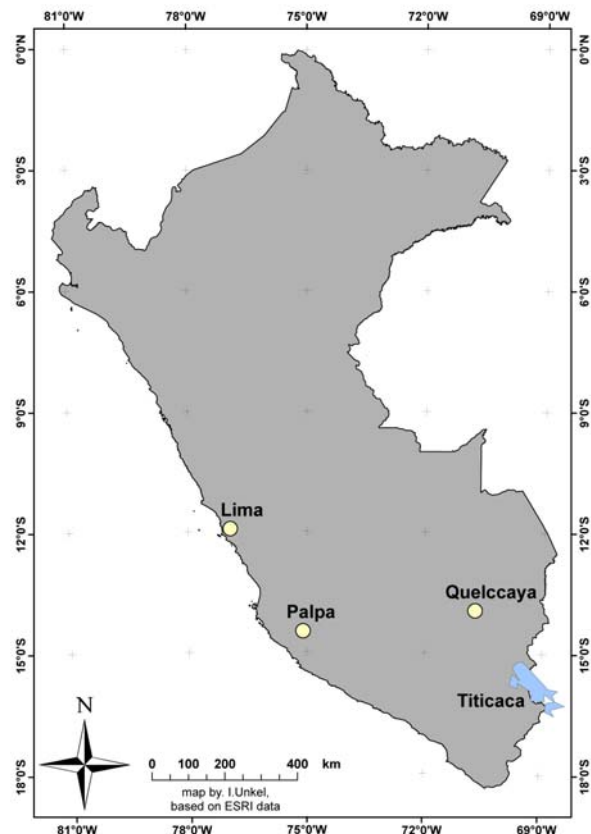 81°0'W 78°0'W 75°0'W 72°0'W 69°0'W
0°0'N 0°0'N
3°0'S 3°0'S
6°0'S 6°0'S
9°0'S 9°0'S
Lima
12°0'S 12°0'S
Quelccaya
Palpa
15°0'S 15°0'S
Titicaca
N
0 100 200 400 km
18°0'S 18°0'S
map by. I.Unkel,
based on ESRI data
81°0'W 78°0'W 75°0'W 72°0'W 69°0'W